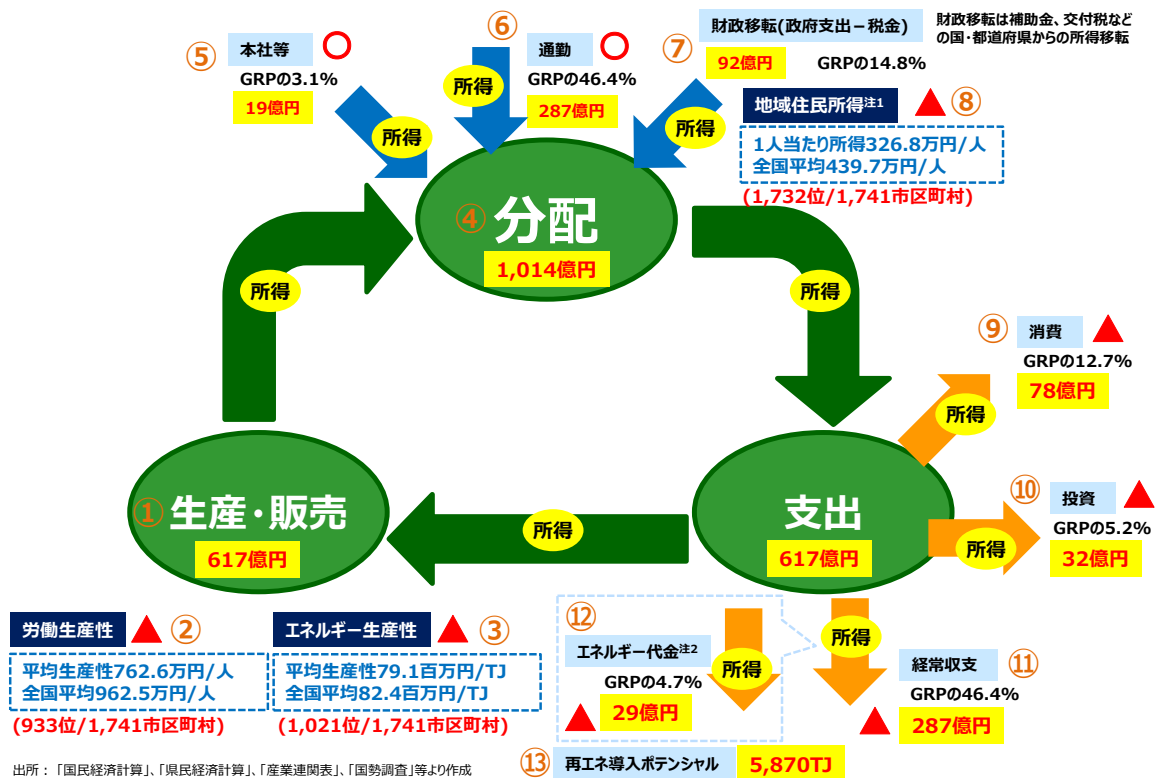 ⑤ 本社等 ○
GRPの3.1%
19億円
所得
⑥ 通勤 ○
GRPの46.4%
287億円
所得
⑦ 財政移転(政府支出－税金)
92億円 GRPの14.8%
所得
財政移転は補助金、交付税など
の国・都道府県からの所得移転
地域住民所得注1 ▲ ⑧
1人当たり所得326.8万円/人
全国平均439.7万円/人
(1,732位/1,741市区町村)
④ 分配
1,014億円
所得
所得
⑨ 消費 ▲
GRPの12.7%
78億円
所得
⑩ 投資 ▲
GRPの5.2%
32億円
所得
① 生産・販売
617億円
所得
支出
617億円
労働生産性 ▲ ②
平均生産性762.6万円/人
全国平均962.5万円/人
(933位/1,741市区町村)
エネルギー生産性 ▲ ③
平均生産性79.1百万円/TJ
全国平均82.4百万円/TJ
(1,021位/1,741市区町村)
⑫
エネルギー代金注2
GRPの4.7%
▲ 29億円
所得
所得
経常収支 ⑪
GRPの46.4%
▲ 287億円
⑬ 再エネ導入ポテンシャル 5,870TJ
出所：「国民経済計算」、「県民経済計算」、「産業連関表」、「国勢調査」等より作成